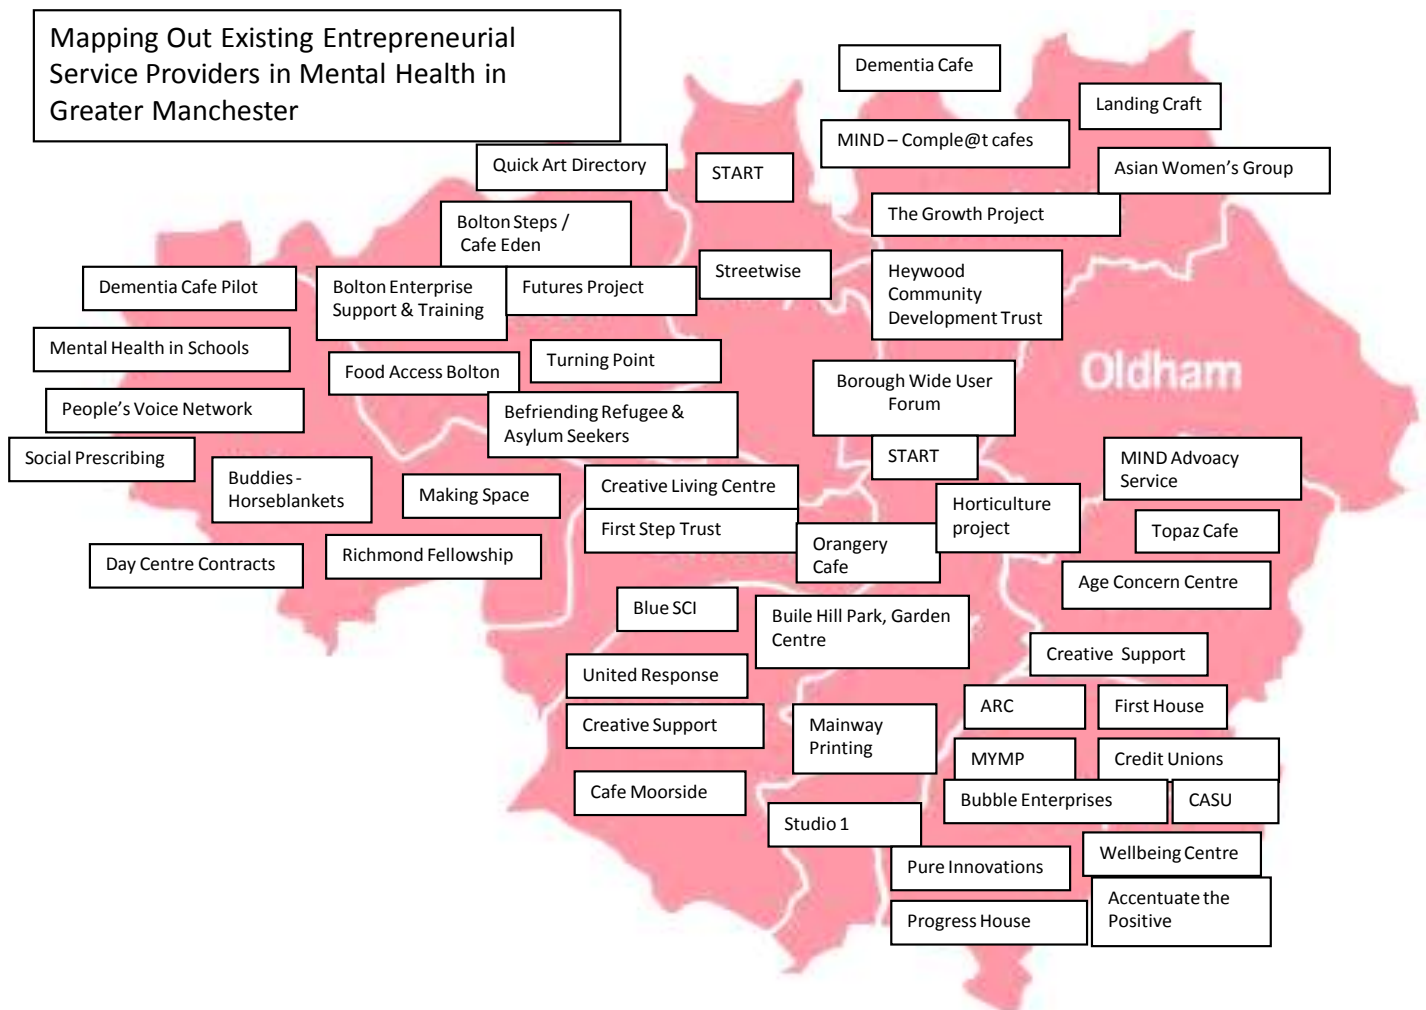 Mapping Out Existing Entrepreneurial
Service Providers in Mental Health in
Greater Manchester
Dementia Cafe
Landing Craft
MIND – Comple@t cafes
Quick Art Directory
START
Asian Women's Group
The Growth Project
Bolton Steps /
Cafe Eden
Streetwise
Heywood
Community
Development Trust
Dementia Cafe Pilot
Bolton Enterprise
Support & Training
Futures Project
Mental Health in Schools
Turning Point
Food Access Bolton
Oldham
Borough Wide User
Forum
People's Voice Network
Befriending Refugee &
Asylum Seekers
Social Prescribing
START
MIND Advoacy
Service
Buddies -
Horseblankets
Making Space
Creative Living Centre
Horticulture
project
First Step Trust
Orangery
Cafe
Topaz Cafe
Day Centre Contracts
Richmond Fellowship
Age Concern Centre
Blue SCI
Buile Hill Park, Garden
Centre
Creative Support
United Response
ARC
First House
Creative Support
Mainway
Printing
MYMP
Credit Unions
Cafe Moorside
Bubble Enterprises
CASU
Studio 1
Wellbeing Centre
Pure Innovations
Accentuate the
Positive
Progress House